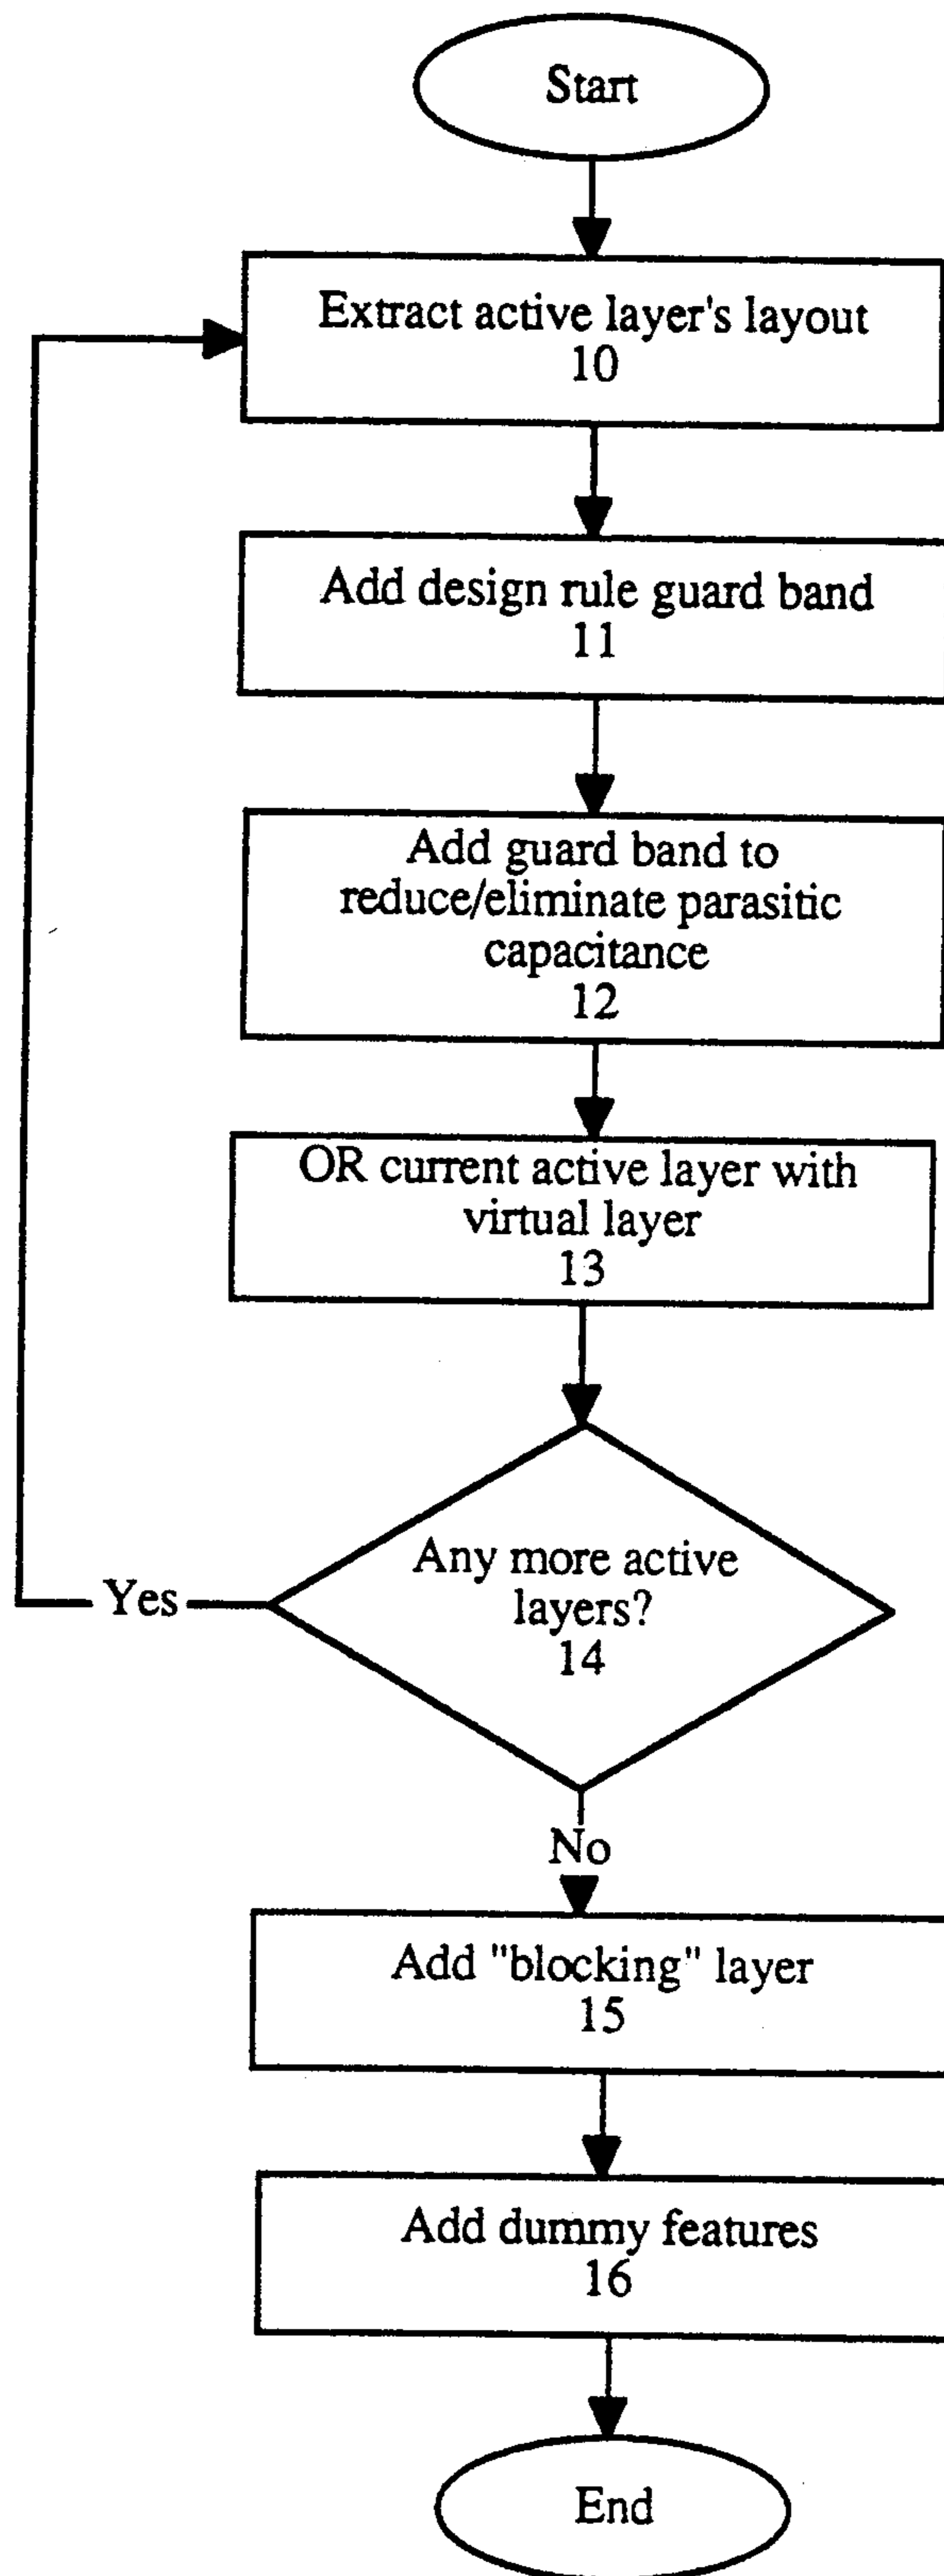 Start
Extract active layer's layout
10
Add design rule guard band
11
Add guard band to
reduce/eliminate parasitic
capacitance
12
OR current active layer with
virtual layer
13
Any more active
layers?
14
Yes
No
Add "blocking" layer
15
Add dummy features
16
End